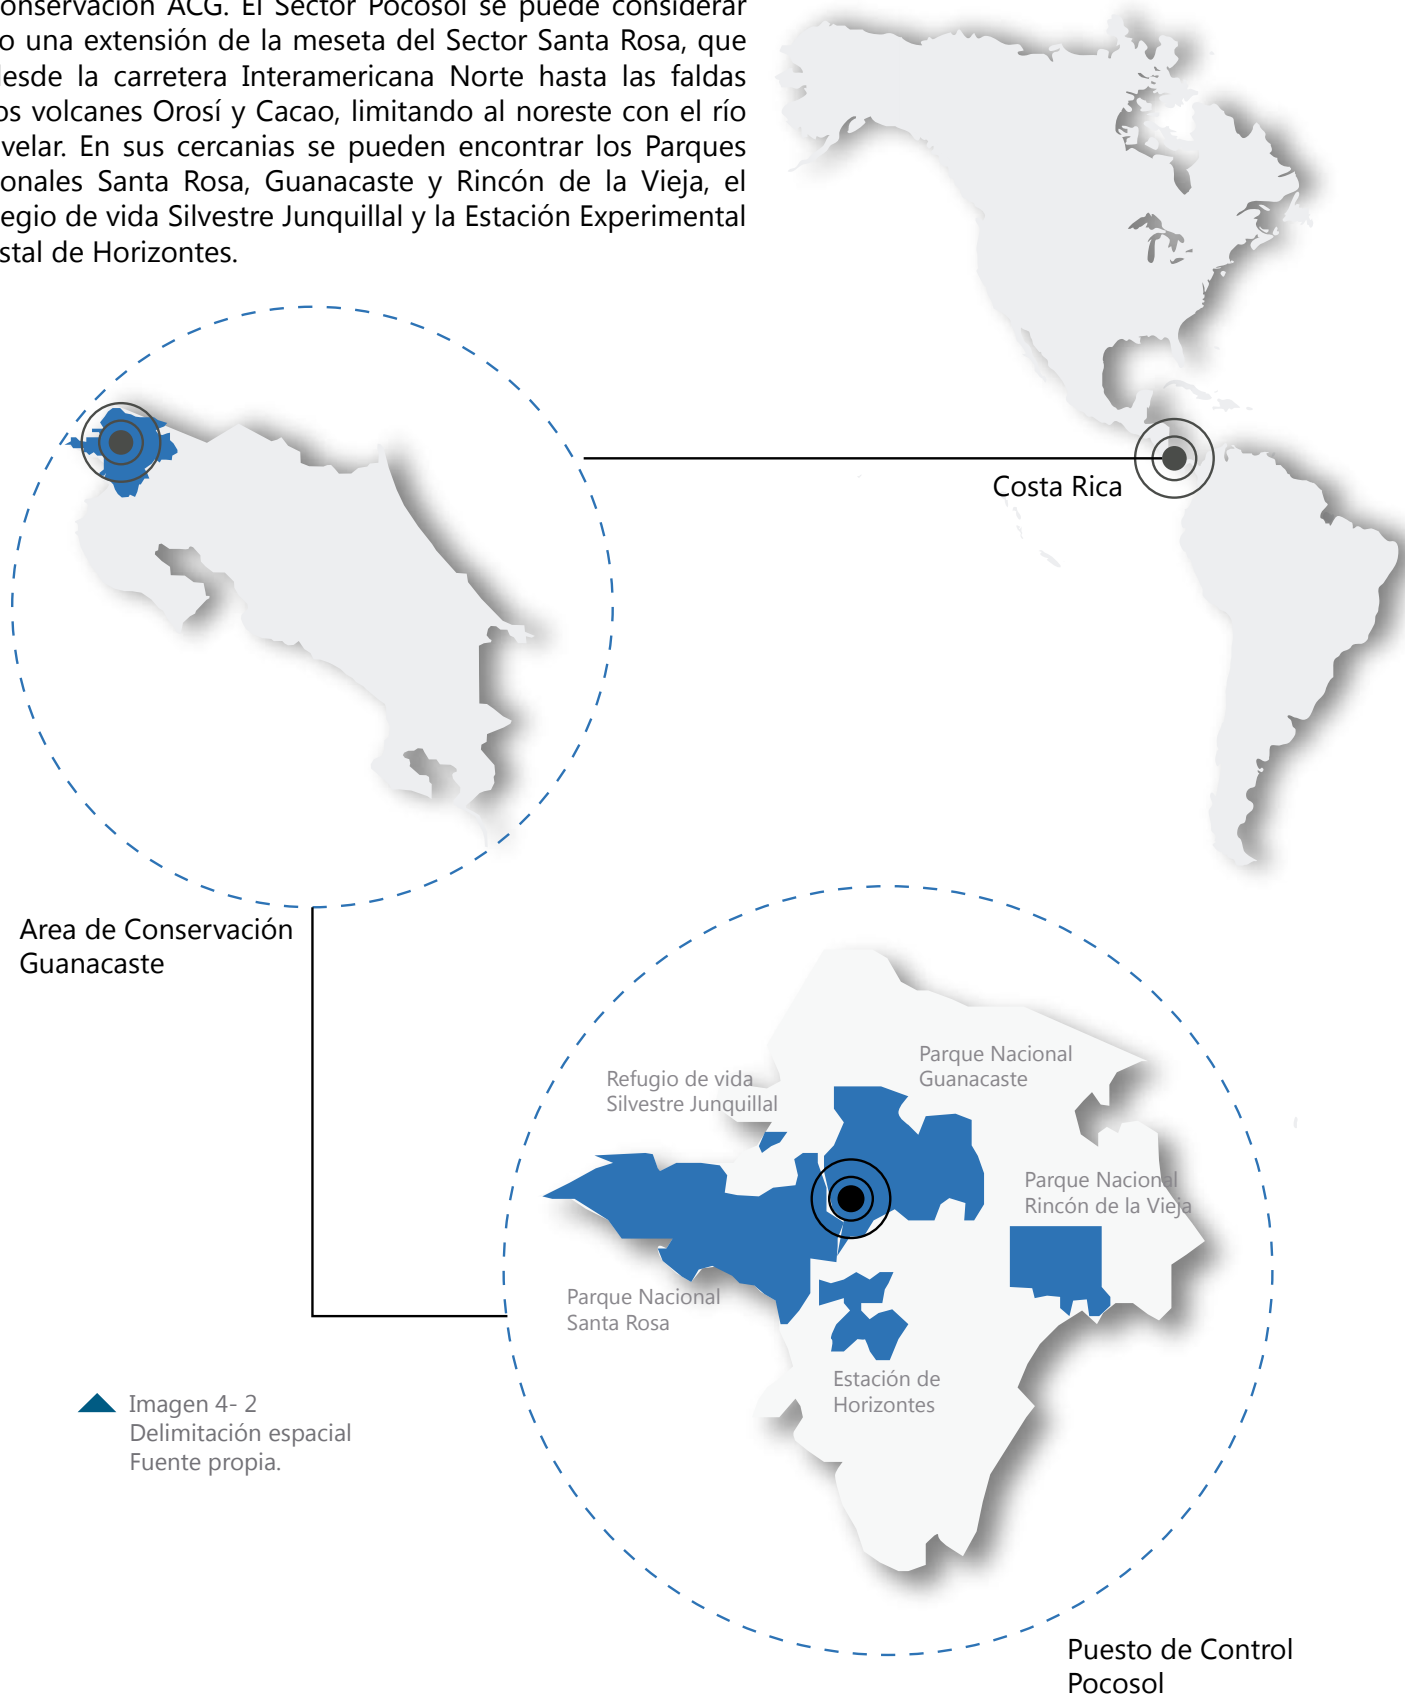 onservación ACG. El Sector Pocosol se puede considerar
o una extensión de la meseta del Sector Santa Rosa, que
desde la carretera Interamericana Norte hasta las faldas
os volcanes Orosí y Cacao, limitando al noreste con el río
velar. En sus cercanias se pueden encontrar los Parques
onales Santa Rosa, Guanacaste y Rincón de la Vieja, el
egio de vida Silvestre Junquillal y la Estación Experimental
stal de Horizontes.
Costa Rica
Area de Conservación
Guanacaste
Parque Nacional
Guanacaste
Refugio de vida
Silvestre Junquillal
Parque Nacional
Rincón de la Vieja
Parque Nacional
Santa Rosa
Estación de
Horizontes
Imagen 4- 2
Delimitación espacial
Fuente propia.
Puesto de Control
Pocosol